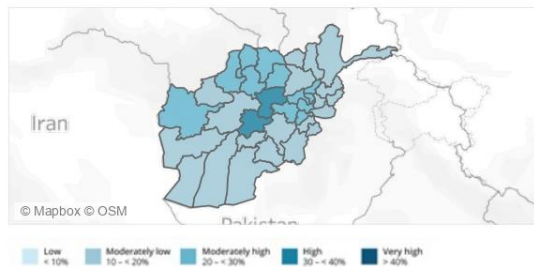 Iran
© Mapbox © OSM
Pakistan
Low
< 10%
Moderately low
10 – < 20%
Moderately high
20 – < 30%
High
30 – < 40%
Very high
> 40%